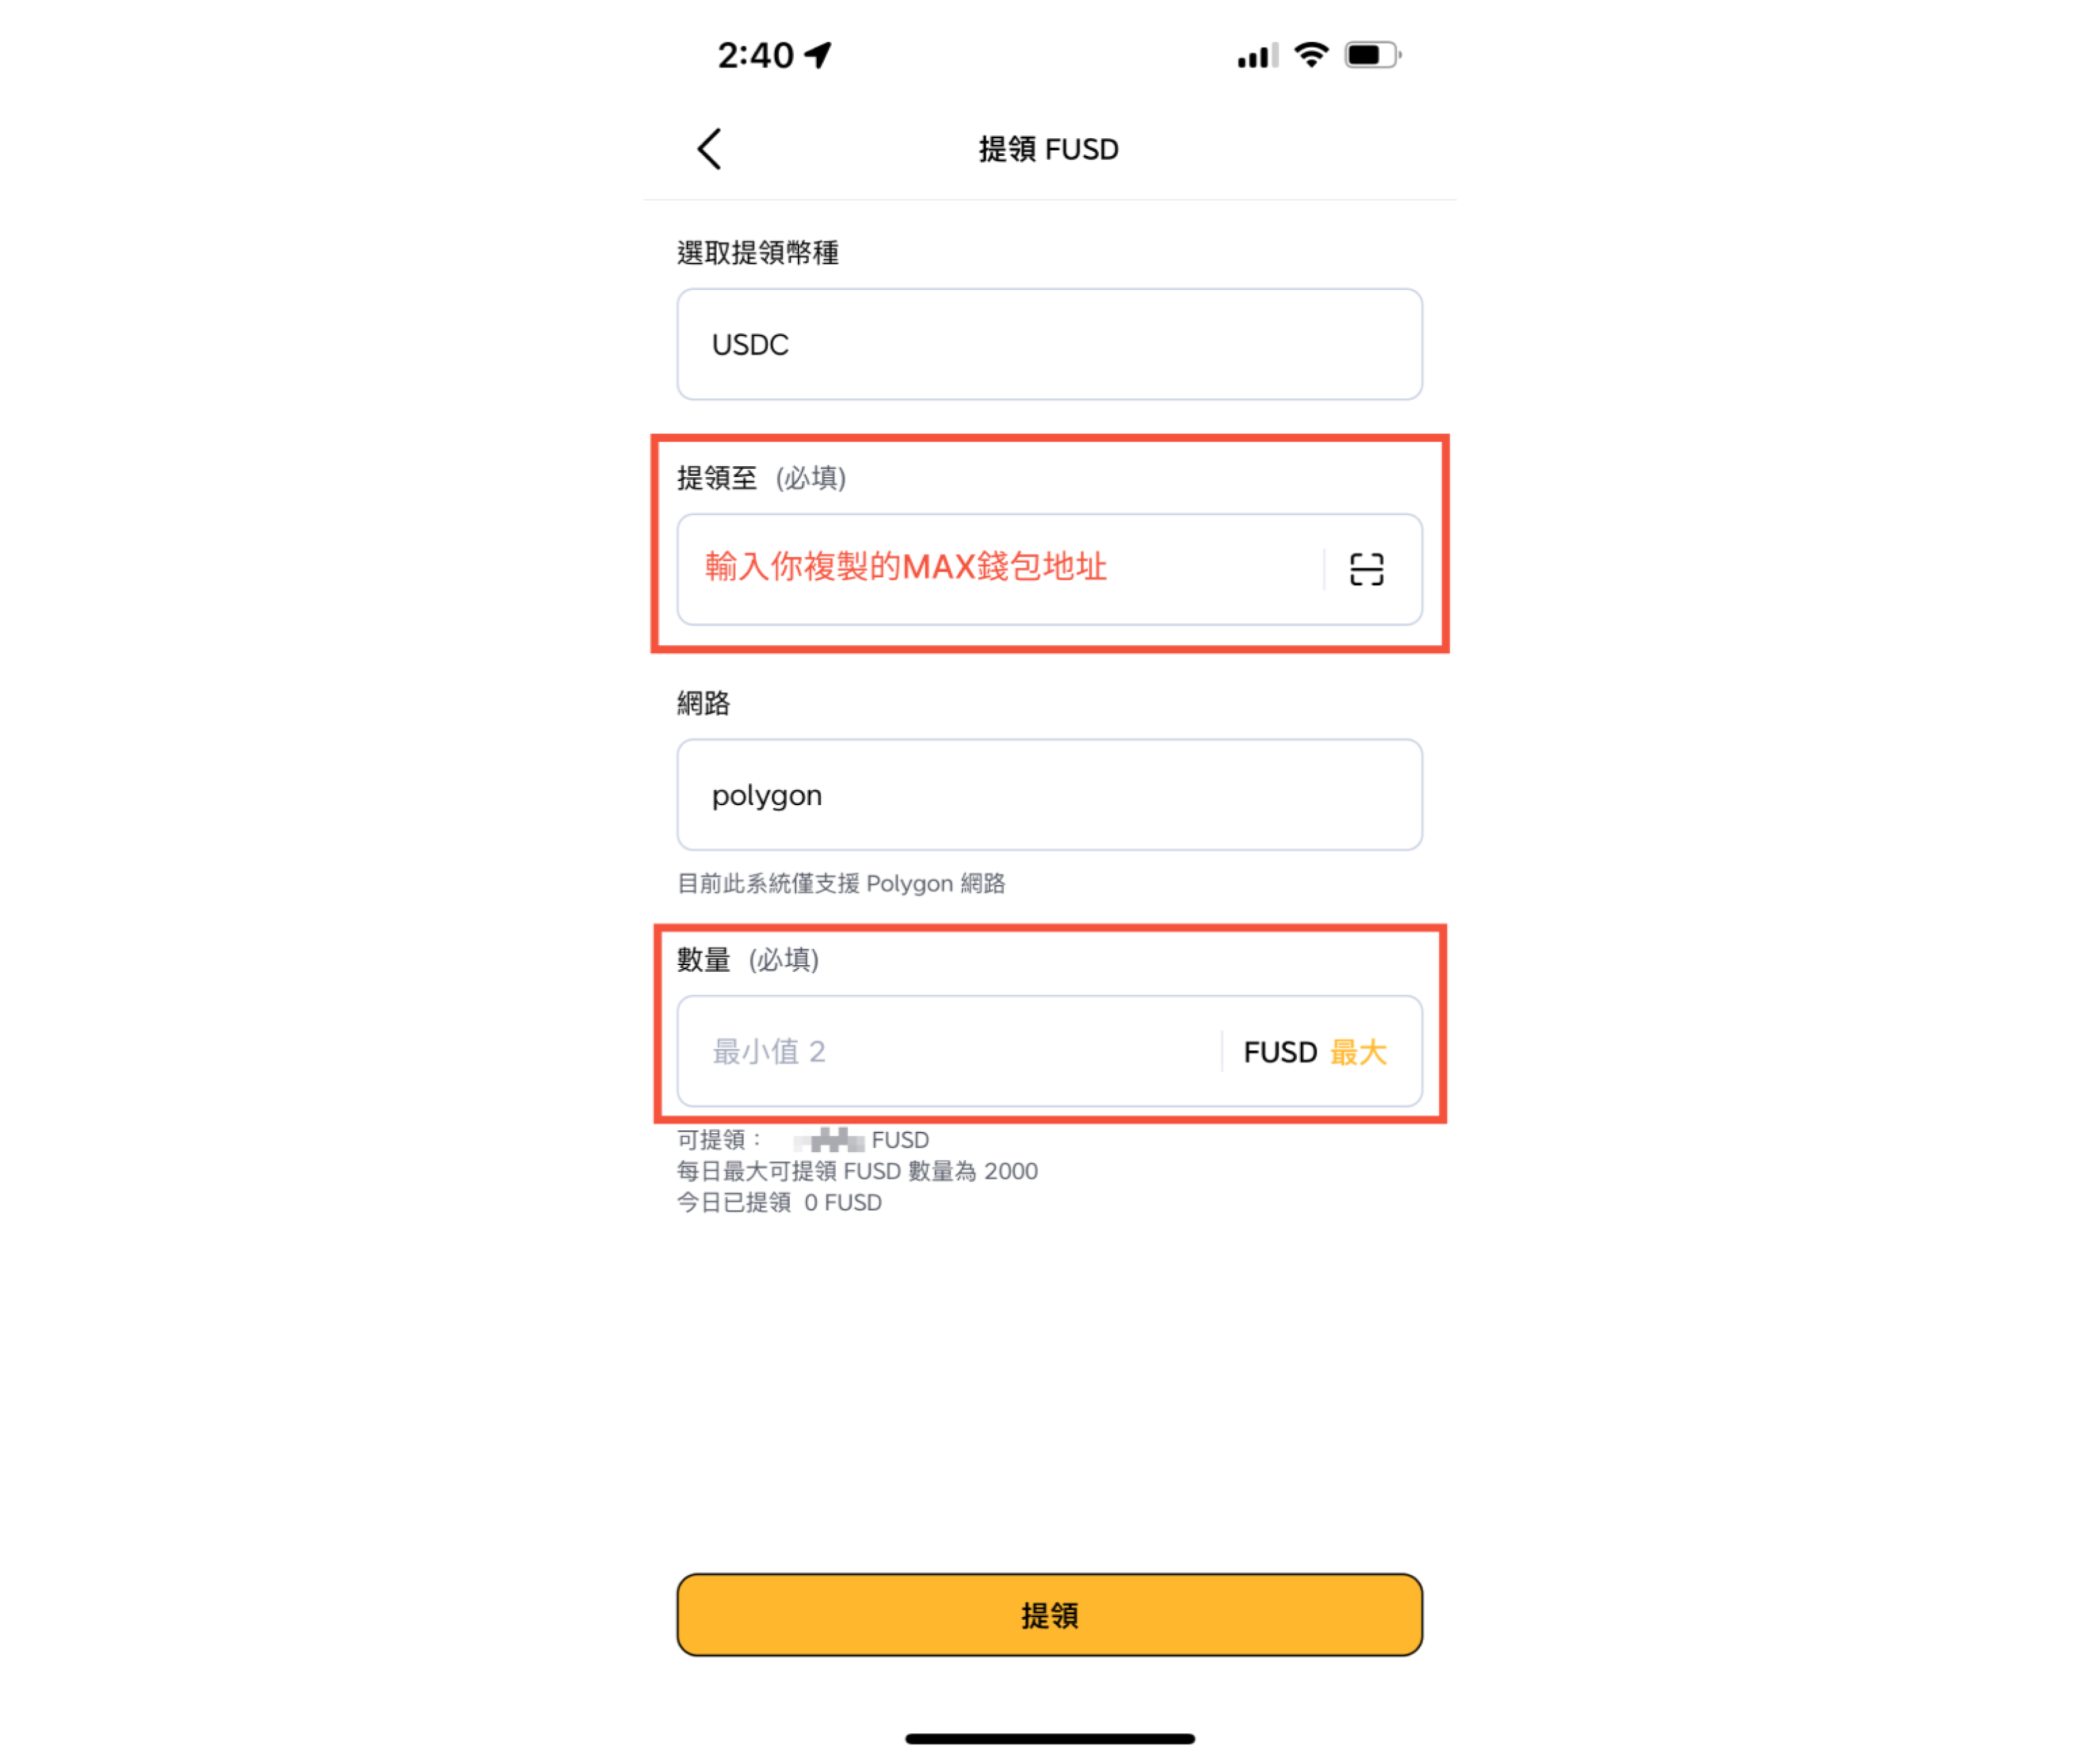 2:40
提領 FUSD
選取提領幣種
USDC
提領至 (必填)
輸入你複製的MAX錢包地址
網路
polygon
目前此系統僅支援 Polygon 網路
數量 (必填)
最小值 2 FUSD 最大
可提領： FUSD
每日最大可提領 FUSD 數量為 2000
今日已提領 0 FUSD
提領